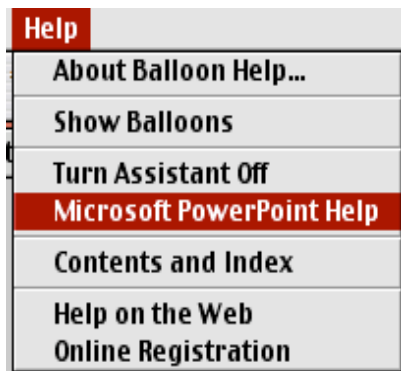 Help
About Balloon Help...
Show Balloons
Turn Assistant Off
Microsoft PowerPoint Help
Contents and Index
Help on the Web
Online Registration